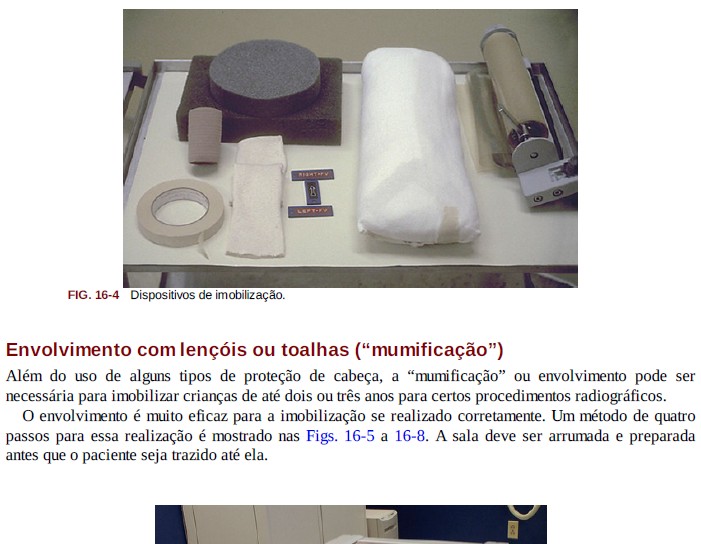 RIGHT-FV
LEFT-FV
FIG. 16-4 Dispositivos de imobilização.
Envolvimento com lençóis ou toalhas (“mumificação”)
Além do uso de alguns tipos de proteção de cabeça, a “mumificação” ou envolvimento pode ser
necessária para imobilizar crianças de até dois ou três anos para certos procedimentos radiográficos.
O envolvimento é muito eficaz para a imobilização se realizado corretamente. Um método de quatro
passos para essa realização é mostrado nas Figs. 16-5 a 16-8. A sala deve ser arrumada e preparada
antes que o paciente seja trazido até ela.